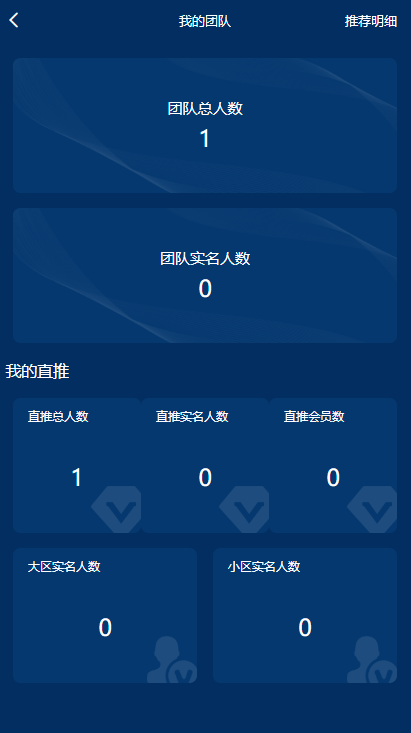 我的团队
推荐明细
团队总人数
1
团队实名人数
0
我的直推
直推总人数
直推实名人数
直推会员数
1
0
0
大区实名人数
小区实名人数
0
0